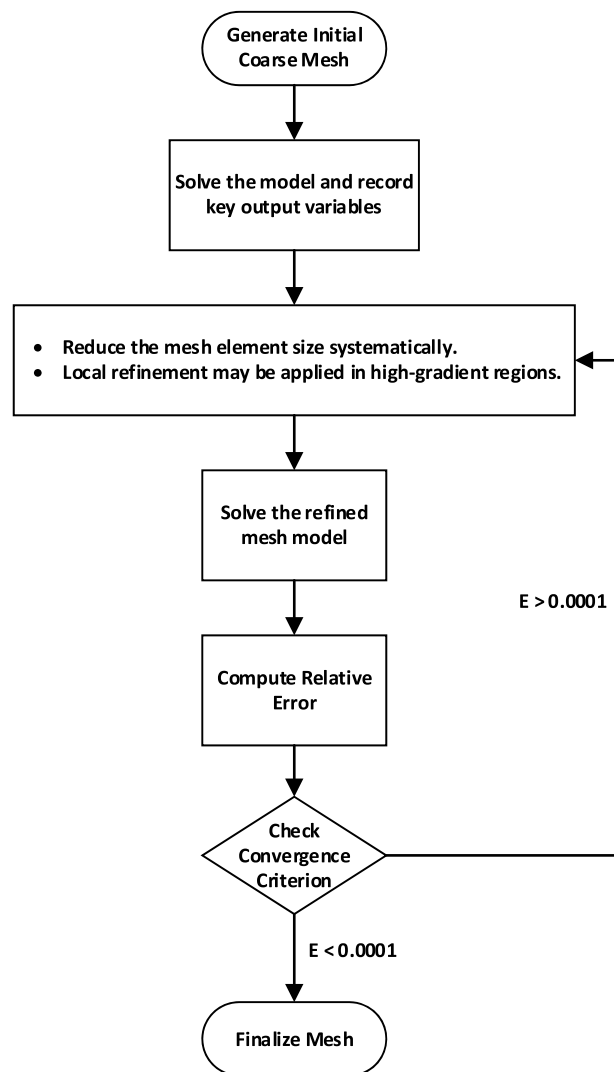 Generate Initial
Coarse Mesh
Solve the model and record
key output variables
• Reduce the mesh element size systematically.
• Local refinement may be applied in high-gradient regions.
Solve the refined
mesh model
E > 0.0001
Compute Relative
Error
Check
Convergence
Criterion
E < 0.0001
Finalize Mesh